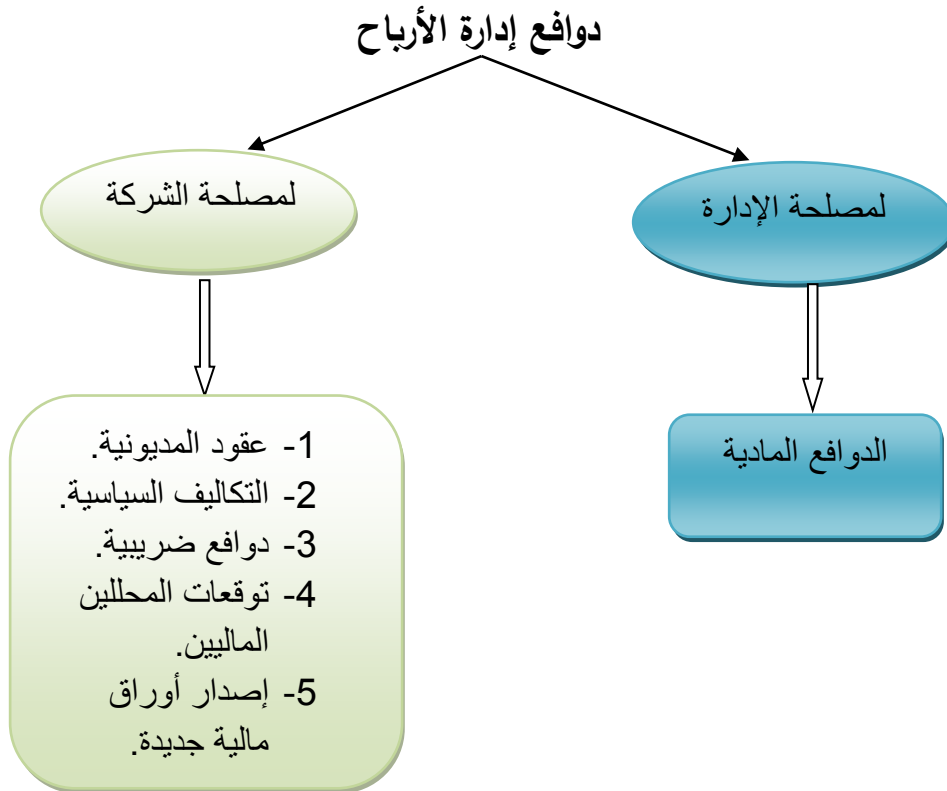 دوافع إدارة الأرباح
لمصلحة الإدارة
لمصلحة الشركة
الدوافع المادية
1- عقود المديونية.
2- التكاليف السياسية.
3- دوافع ضريبية.
4- توقعات المحللين
الماليين.
5- إصدار أوراق
مالية جديدة.